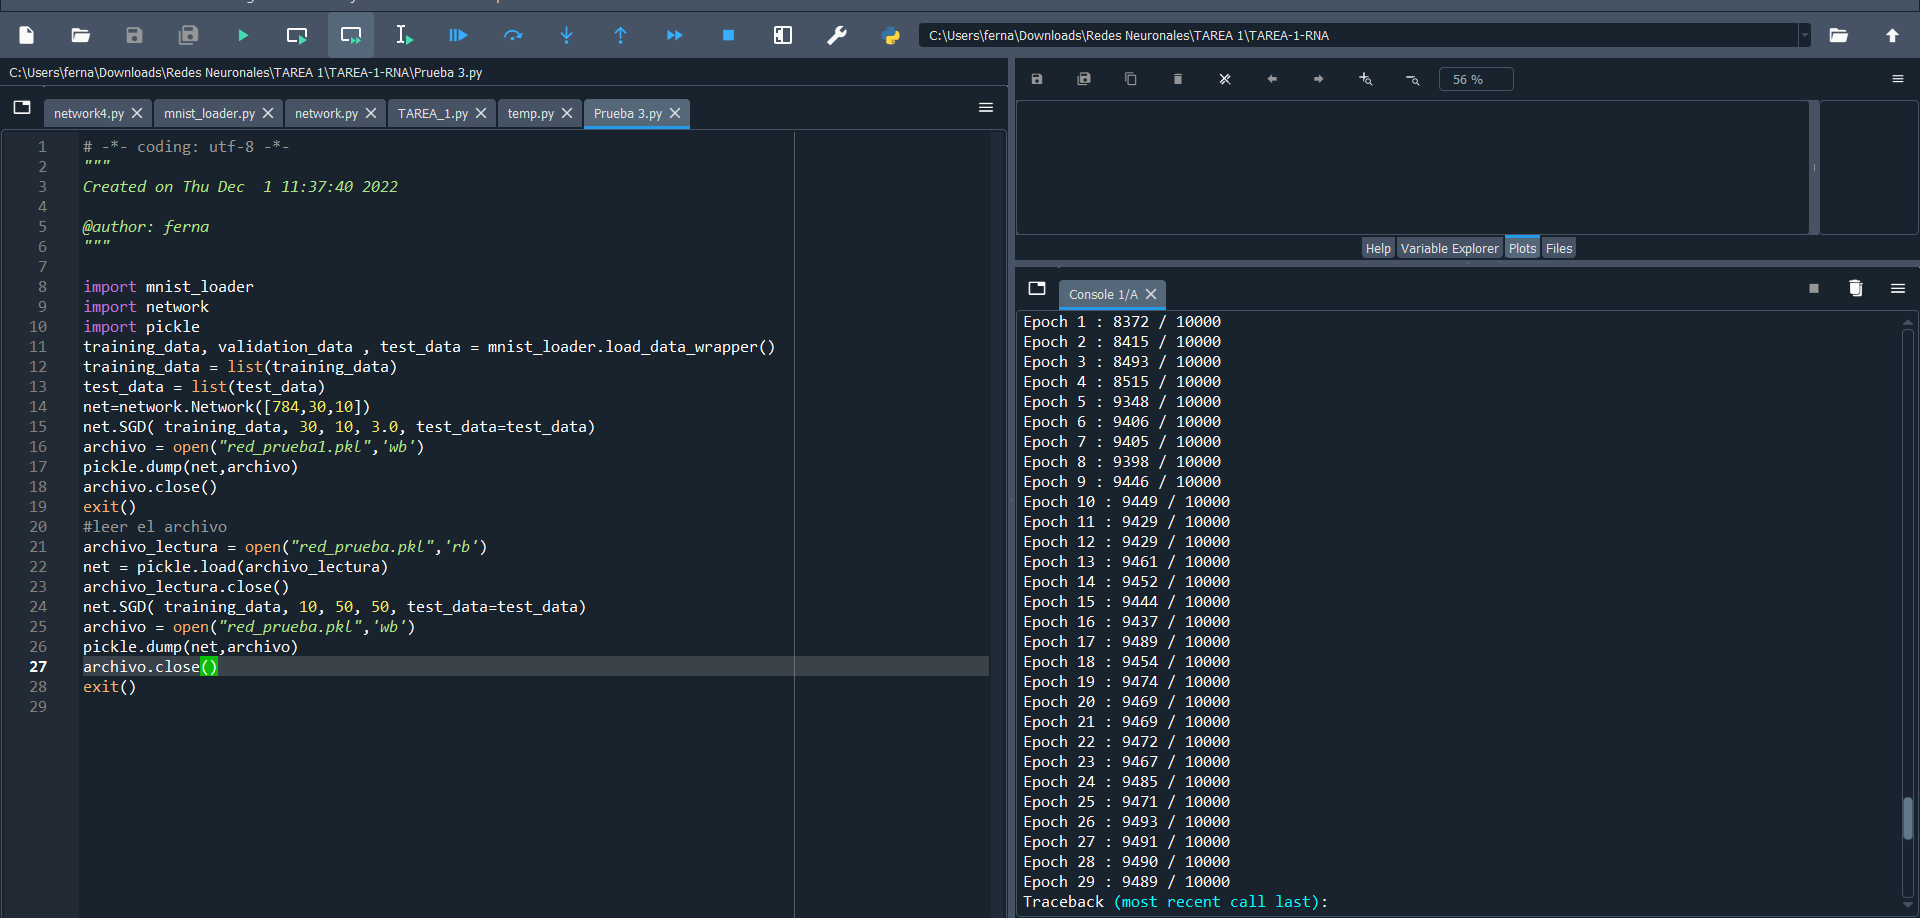 C:\Users\ferna\Downloads\Redes Neuronales\TAREA 1\TAREA-1-RNA
C:\Users\ferna\Downloads\Redes Neuronales\TAREA 1\TAREA-1-RNA\Prueba 3.py
network4.py
mnist_loader.py
network.py
TAREA_1.py
temp.py
Prueba 3.py
1 # -*- coding: utf-8 -*-
2 """
3 Created on Thu Dec  1 11:37:40 2022
4
5 @author: ferna
6 """
7
8 import mnist_loader
9 import network
10 import pickle
11 training_data, validation_data , test_data = mnist_loader.load_data_wrapper()
12 training_data = list(training_data)
13 test_data = list(test_data)
14 net=network.Network([784,30,10])
15 net.SGD( training_data, 30, 10, 3.0, test_data=test_data)
16 archivo = open("red_prueba1.pkl",'wb')
17 pickle.dump(net,archivo)
18 archivo.close()
19 exit()
20 #leer el archivo
21 archivo_lectura = open("red_prueba.pkl",'rb')
22 net = pickle.load(archivo_lectura)
23 archivo_lectura.close()
24 net.SGD( training_data, 10, 50, 50, test_data=test_data)
25 archivo = open("red_prueba.pkl",'wb')
26 pickle.dump(net,archivo)
27 archivo.close()
28 exit()
29
56 %
Help
Variable Explorer
Plots
Files
Console 1/A
Epoch 1 : 8372 / 10000
Epoch 2 : 8415 / 10000
Epoch 3 : 8493 / 10000
Epoch 4 : 8515 / 10000
Epoch 5 : 9348 / 10000
Epoch 6 : 9406 / 10000
Epoch 7 : 9405 / 10000
Epoch 8 : 9398 / 10000
Epoch 9 : 9446 / 10000
Epoch 10 : 9449 / 10000
Epoch 11 : 9429 / 10000
Epoch 12 : 9429 / 10000
Epoch 13 : 9461 / 10000
Epoch 14 : 9452 / 10000
Epoch 15 : 9444 / 10000
Epoch 16 : 9437 / 10000
Epoch 17 : 9489 / 10000
Epoch 18 : 9454 / 10000
Epoch 19 : 9474 / 10000
Epoch 20 : 9469 / 10000
Epoch 21 : 9469 / 10000
Epoch 22 : 9472 / 10000
Epoch 23 : 9467 / 10000
Epoch 24 : 9485 / 10000
Epoch 25 : 9471 / 10000
Epoch 26 : 9493 / 10000
Epoch 27 : 9491 / 10000
Epoch 28 : 9490 / 10000
Epoch 29 : 9489 / 10000
Traceback (most recent call last):